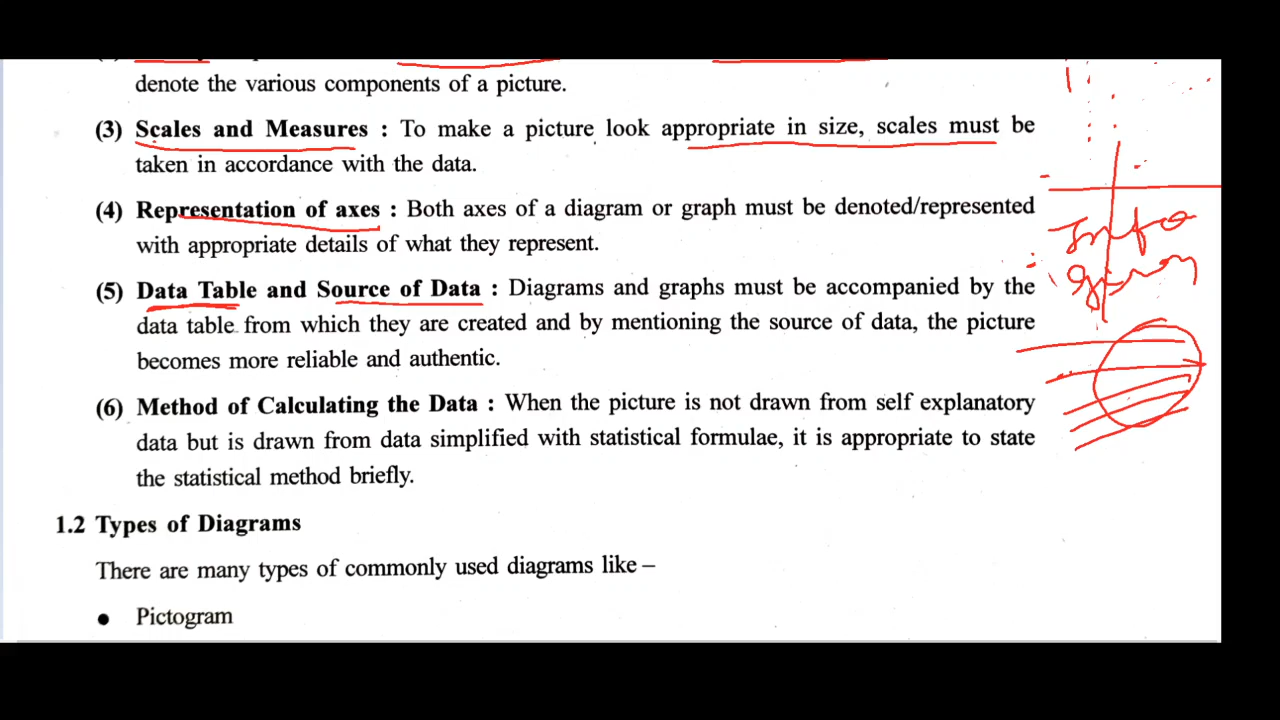 denote the various components of a picture.
(3) Scales and Measures : To make a picture look appropriate in size, scales must be
taken in accordance with the data.
(4) Representation of axes : Both axes of a diagram or graph must be denoted/represented
with appropriate details of what they represent.
Info
(5) Data Table and Source of Data : Diagrams and graphs must be accompanied by the
data table from which they are created and by mentioning the source of data, the picture
becomes more reliable and authentic.
(6) Method of Calculating the Data : When the picture is not drawn from self explanatory
data but is drawn from data simplified with statistical formulae, it is appropriate to state
the statistical method briefly.
1.2 Types of Diagrams
There are many types of commonly used diagrams like –
● Pictogram